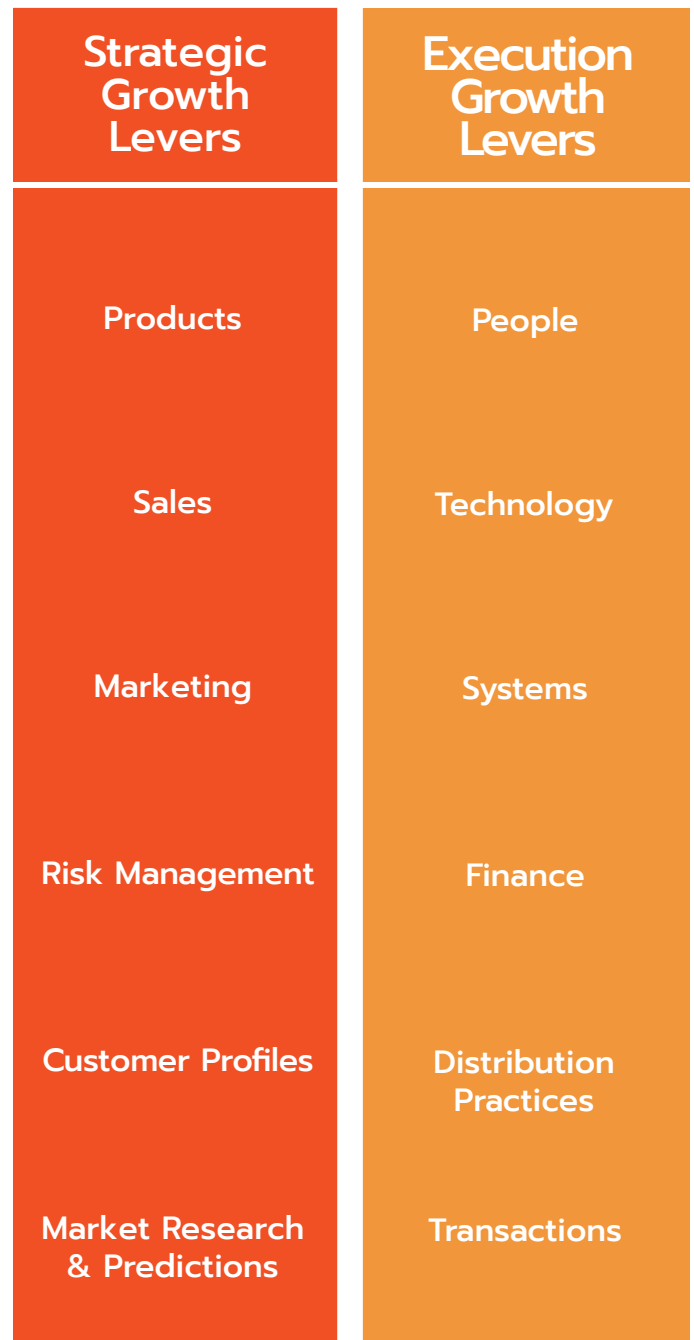 Strategic
Growth
Levers
Products
Sales
Marketing
Risk Management
Customer Profiles
Market Research
& Predictions
Execution
Growth
Levers
People
Technology
Systems
Finance
Distribution
Practices
Transactions